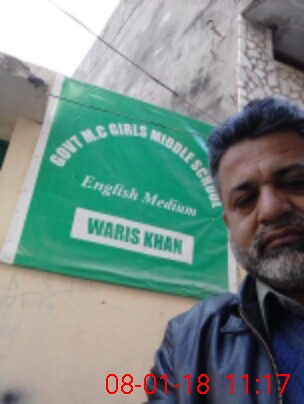 GOVT M.C GIRLS MIDDLE SCHOOL
English Medium
WARIS KHAN
08-01-18 11:17